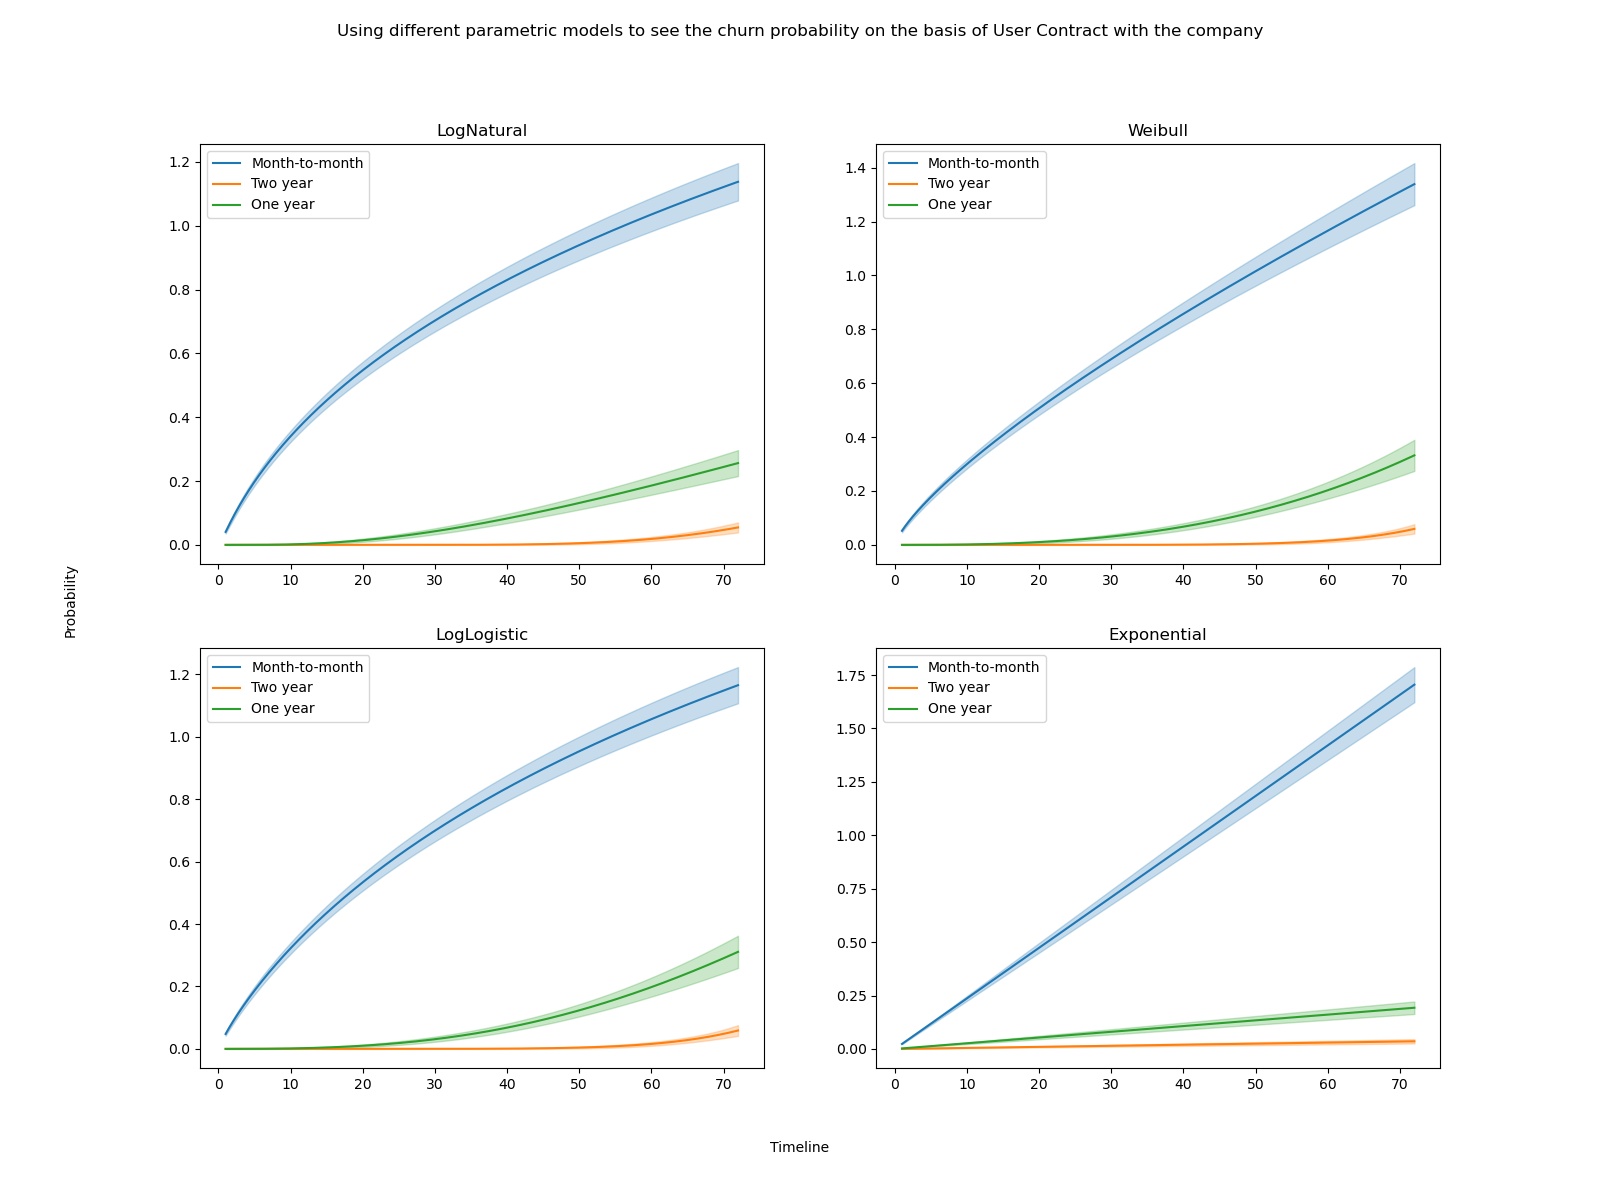 Using different parametric models to see the churn probability on the basis of User Contract with the company
LogNatural
Month-to-month
Two year
One year
1.2
1.0
0.8
0.6
0.4
0.2
0.0
0 10 20 30 40 50 60 70
Weibull
Month-to-month
Two year
One year
1.4
1.2
1.0
0.8
0.6
0.4
0.2
0.0
0 10 20 30 40 50 60 70
Probability
LogLogistic
Month-to-month
Two year
One year
1.2
1.0
0.8
0.6
0.4
0.2
0.0
0 10 20 30 40 50 60 70
Exponential
Month-to-month
Two year
One year
1.75
1.50
1.25
1.00
0.75
0.50
0.25
0.00
0 10 20 30 40 50 60 70
Timeline